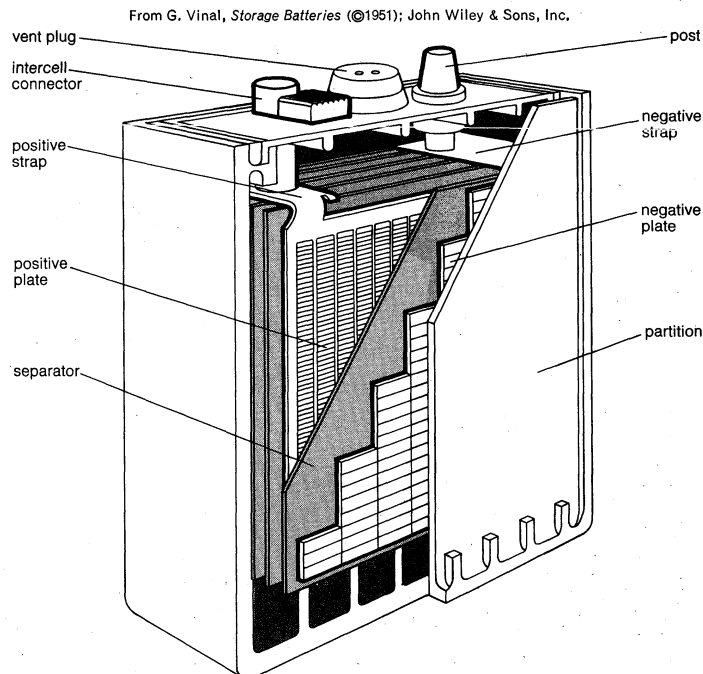 From G. Vinal, Storage Batteries (©1951); John Wiley & Sons, Inc.
vent plug
post
intercell
connector
negative
strap
positive
strap
negative
plate
positive
plate
partition
separator